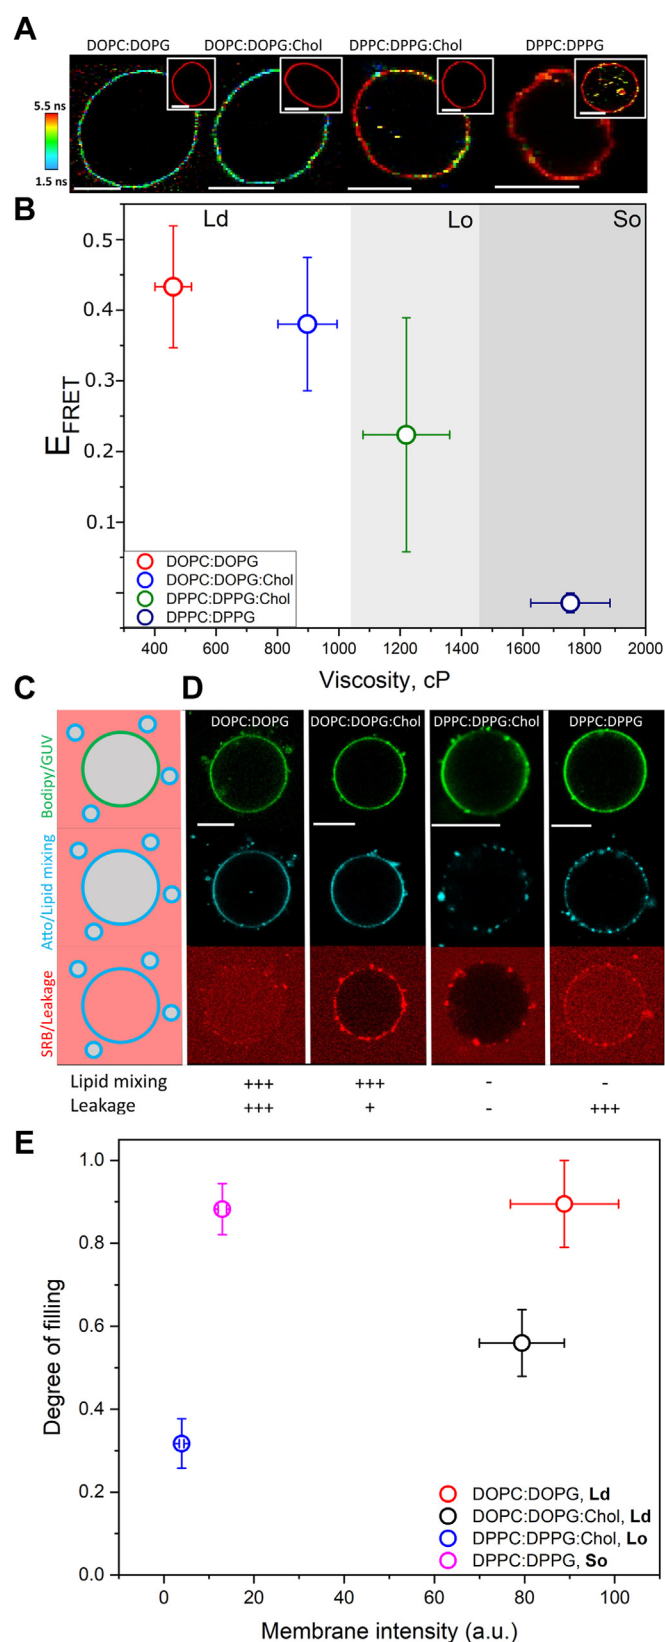 A
DOPC:DOPG DOPC:DOPG:Chol DPPC:DPPG:Chol DPPC:DPPG
5.5 ns
1.5 ns
B
Ld Lo So
0.5
0.4
0.3
0.2
0.1
EFRET
DOPC:DOPG
DOPC:DOPG:Chol
DPPC:DPPG:Chol
DPPC:DPPG
400 600 800 1000 1200 1400 1600 1800 2000
Viscosity, cP
C
D
Bodipy/GUV
Atto/Lipid mixing
SRB/Leakage
DOPC:DOPG DOPC:DOPG:Chol DPPC:DPPG:Chol DPPC:DPPG
Lipid mixing +++ +++ - -
Leakage +++ + - +++
E
1.0
0.8
0.6
0.4
0.2
0.0
Degree of filling
DOPC:DOPG, Ld
DOPC:DOPG:Chol, Ld
DPPC:DPPG:Chol, Lo
DPPC:DPPG, So
0 20 40 60 80 100
Membrane intensity (a.u.)